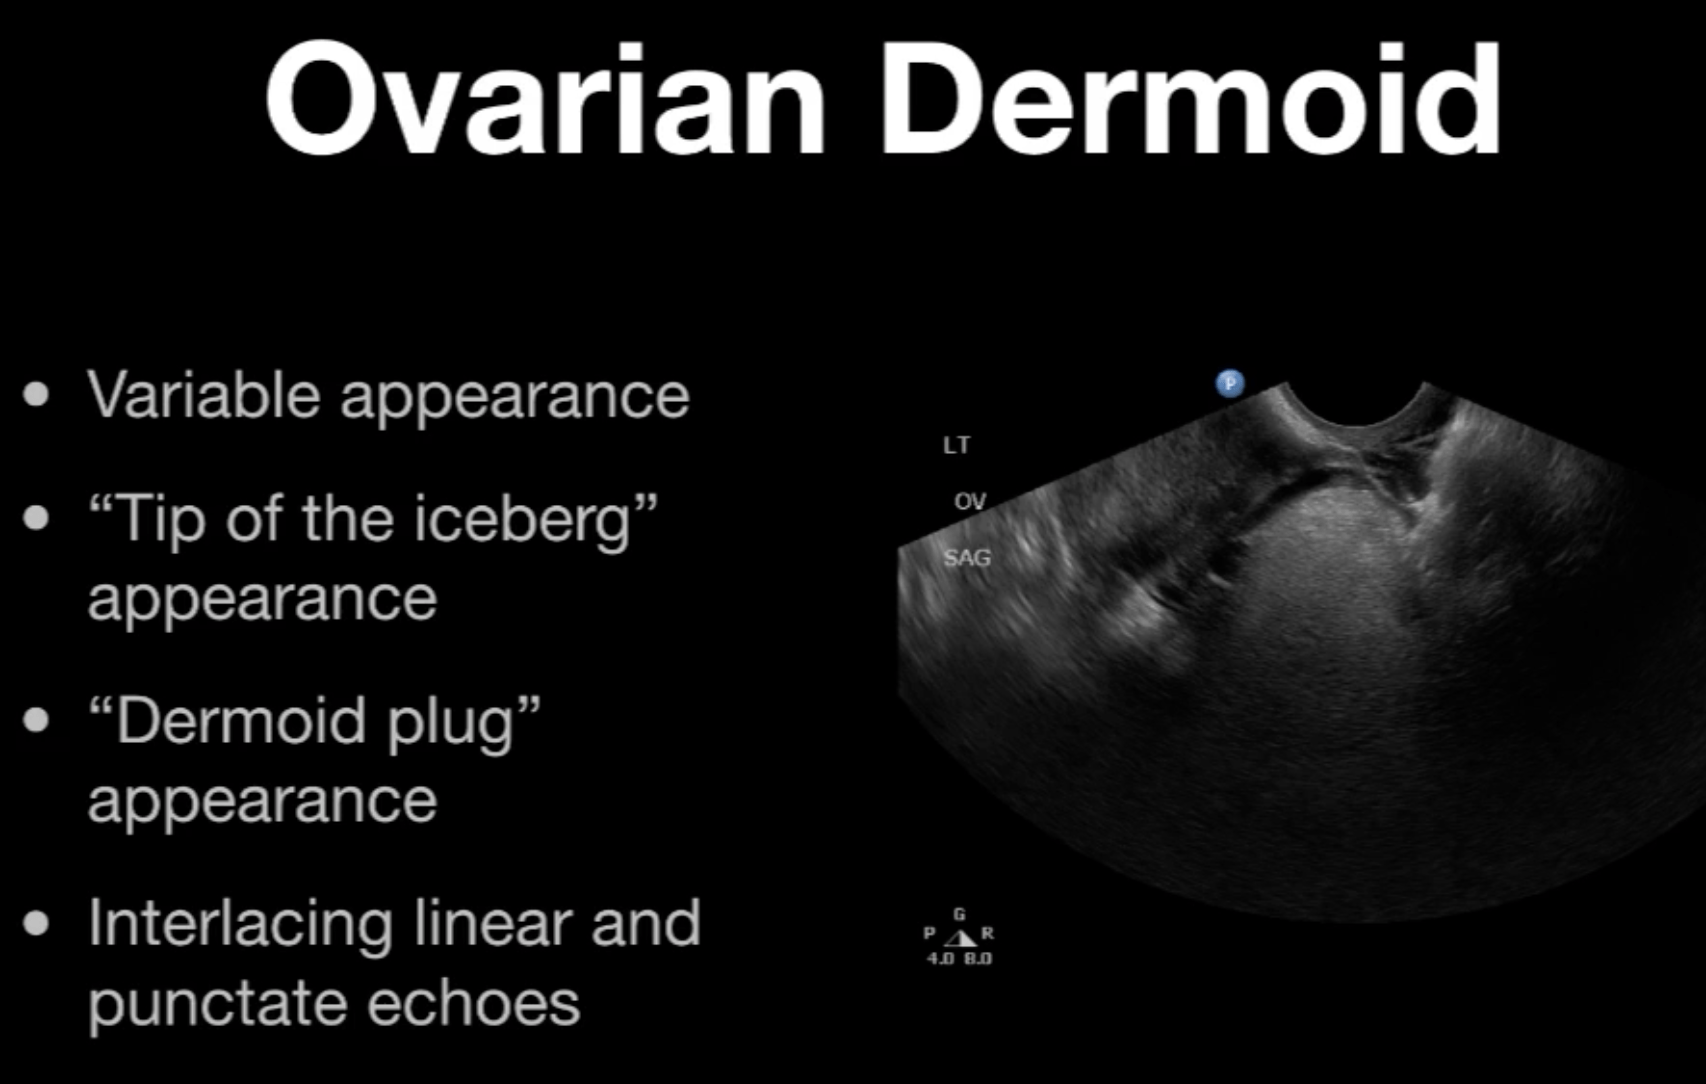 Ovarian Dermoid
• Variable appearance
• “Tip of the iceberg”
appearance
• “Dermoid plug”
appearance
• Interlacing linear and
punctate echoes
P
LT
OV
SAG
G
P R
4.0 8.0